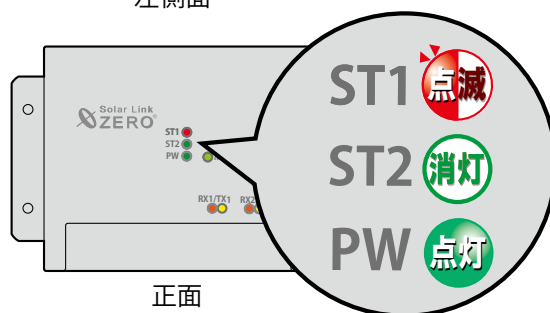 左側面
Solar Link
ZERO
ST1
ST2
PW
RX1/TX1 RX2
正面
ST1 点滅
ST2 消灯
PW 点灯